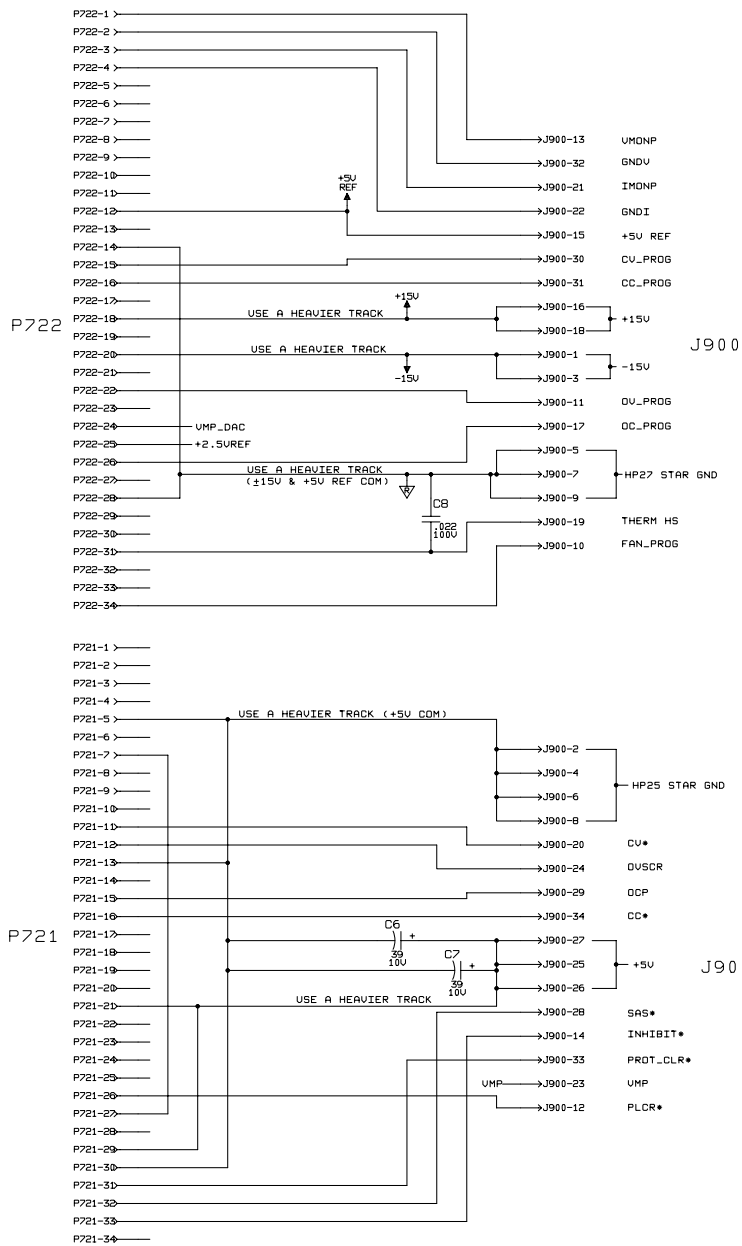 P722-1
P722-2
P722-3
P722-4
P722-5
P722-6
P722-7
P722-8 J900-13 VMONP
P722-9 J900-32 GNDV
P722-10
P722-11 J900-21 IMONP
+5V
REF
P722-12 J900-22 GNDI
P722-13 J900-15 +5V REF
P722-14
P722-15 J900-30 CV_PROG
P722-16 J900-31 CC_PROG
P722-17 +15V J900-16
P722 P722-18 USE A HEAVIER TRACK +15V
P722-19 J900-18
J900
P722-20 USE A HEAVIER TRACK J900-1
P722-21 -15V J900-3 -15V
P722-22
P722-23 J900-11 OV_PROG
P722-24 VMP_DAC J900-17 OC_PROG
P722-25 +2.5VREF J900-5
P722-26
USE A HEAVIER TRACK J900-7 HP27 STAR GND
P722-27 (±15V & +5V REF COM)
R
P722-28 J900-9
C8
.022
100V
P722-29 J900-19 THERM HS
P722-30
P722-31 J900-10 FAN_PROG
P722-32
P722-33
P722-34
P721-1
P721-2
P721-3
P721-4
P721-5 USE A HEAVIER TRACK (+5V COM)
P721-6
P721-7 J900-2
P721-8 J900-4
P721-9 J900-6 HP25 STAR GND
P721-10 J900-8
P721-11 J900-20 CV*
P721-12
P721-13 J900-24 OVSCR
P721-14
P721-15 J900-29 OCP
P721-16 J900-34 CC*
P721 P721-17 C6 + J900-27
39
10V
P721-18 C7 + J900-25 +5V
39
10V
J90
P721-19
P721-20 J900-26
P721-21 USE A HEAVIER TRACK J900-28 SAS*
P721-22 J900-14 INHIBIT*
P721-23
P721-24 J900-33 PROT_CLR*
P721-25 VMP J900-23 VMP
P721-26 J900-12 PLCR*
P721-27
P721-28
P721-29
P721-30
P721-31
P721-32
P721-33
P721-34